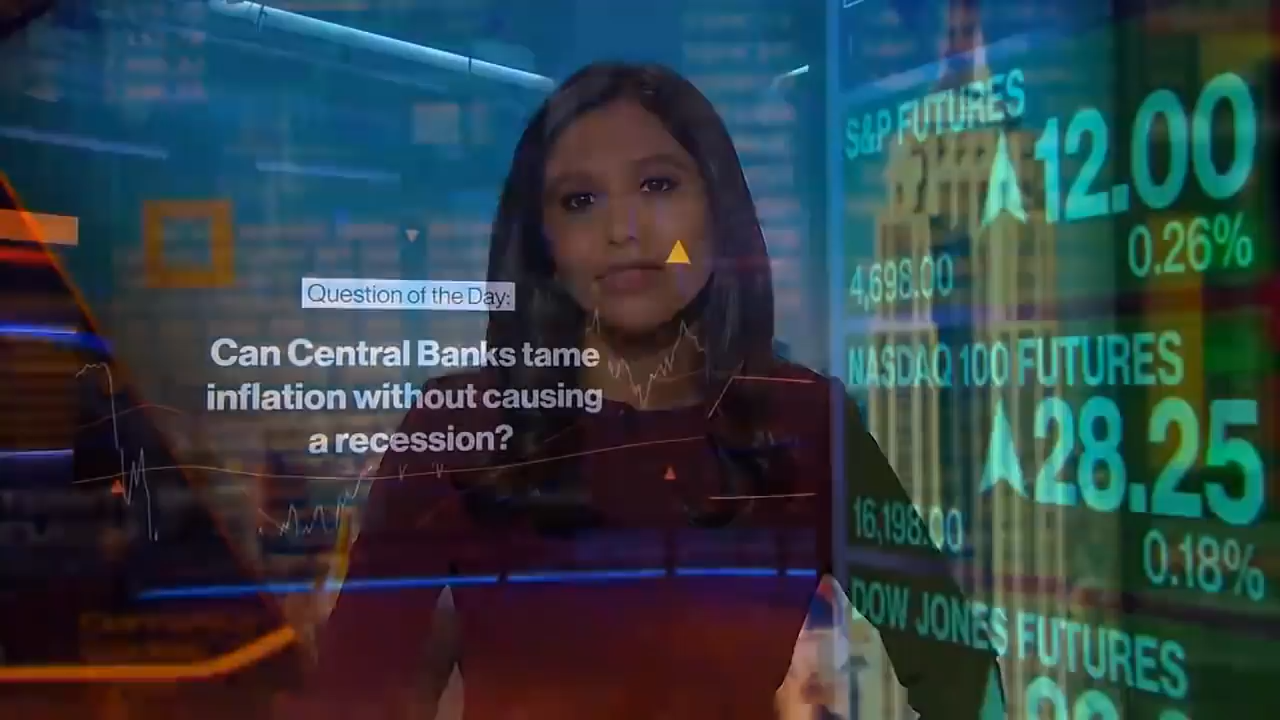 Question of the Day:
Can Central Banks tame
inflation without causing
a recession?
S&P FUTURES
12.00
0.26%
4,698.00
NASDAQ 100 FUTURES
28.25
16,198.00
0.18%
DOW JONES FUTURES